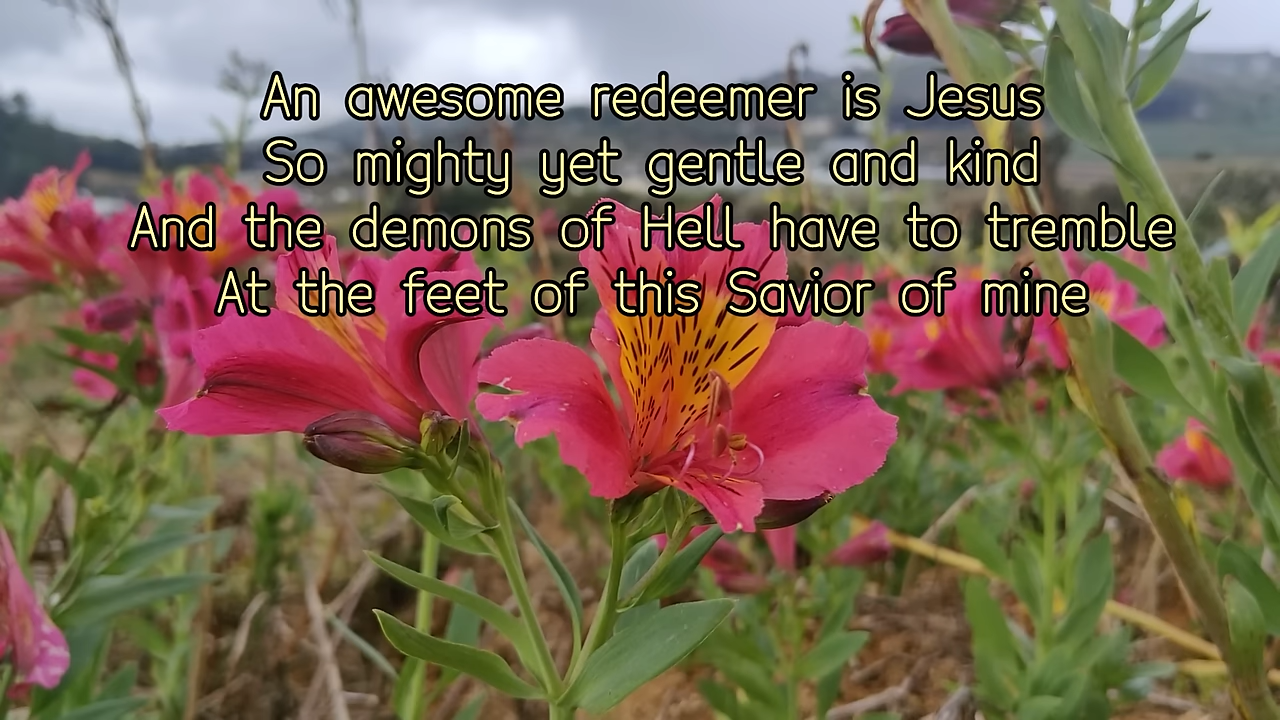 An awesome redeemer is Jesus
So mighty yet gentle and kind
And the demons of Hell have to tremble
At the feet of this Savior of mine